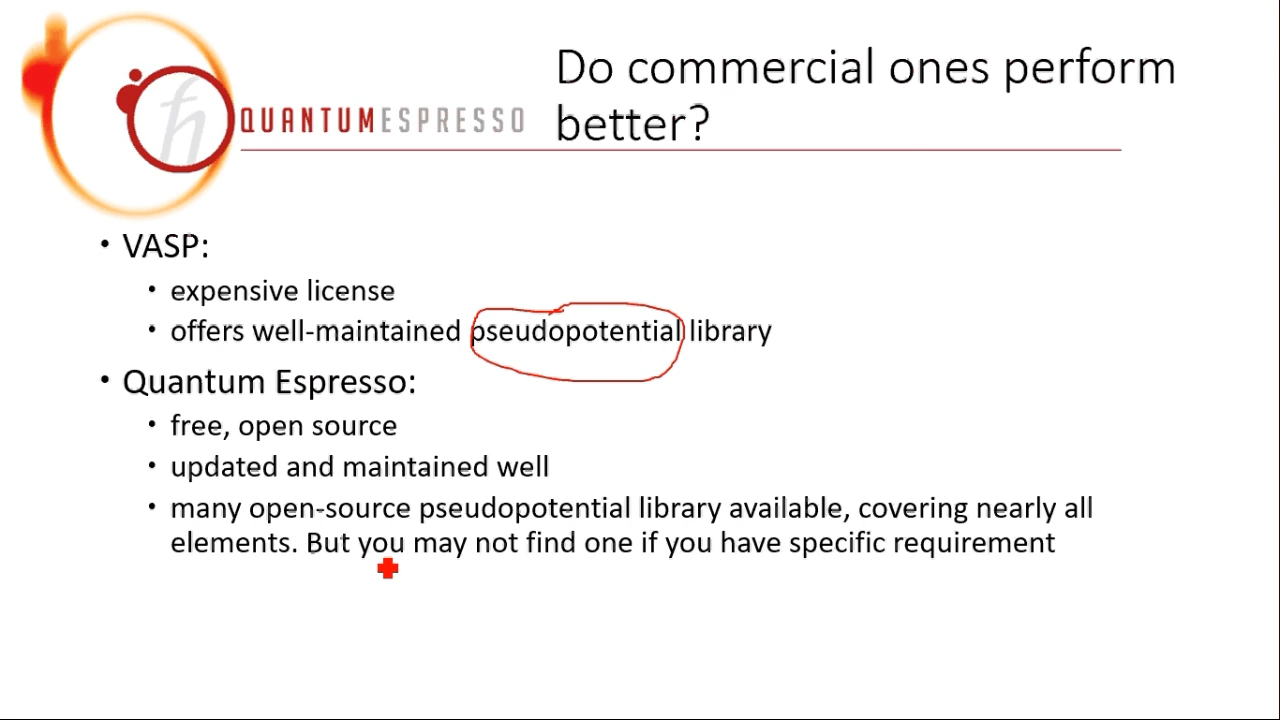 ħ
QUANTUMESPRESSO
Do commercial ones perform
better?
• VASP:
• expensive license
• offers well-maintained pseudopotential library
• Quantum Espresso:
• free, open source
• updated and maintained well
• many open-source pseudopotential library available, covering nearly all
elements. But you may not find one if you have specific requirement